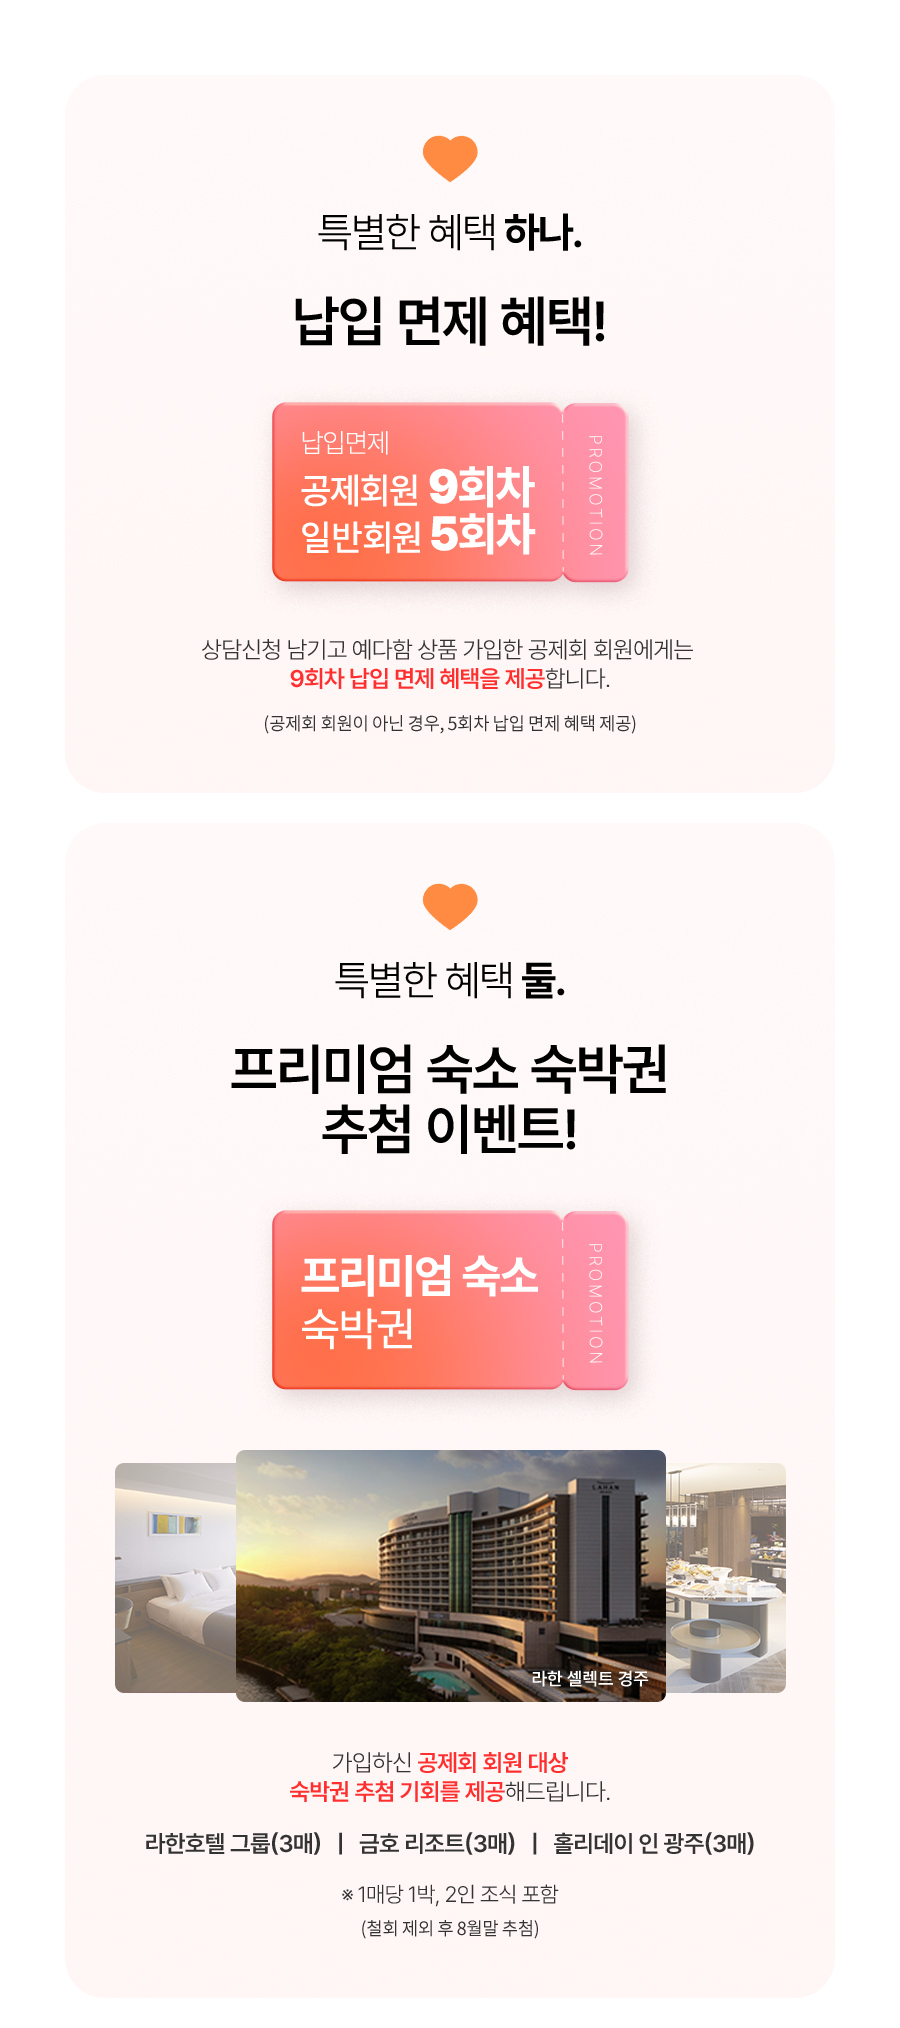 특별한 혜택 하나.
납입 면제 혜택!
납입면제
공제회원 9회차
일반회원 5회차
PROMOTION
상담신청 남기고 예다함 상품 가입한 공제회 회원에게는
9회차 납입 면제 혜택을 제공합니다.
(공제회 회원이 아닌 경우, 5회차 납입 면제 혜택 제공)
특별한 혜택 둘.
프리미엄 숙소 숙박권
추첨 이벤트!
프리미엄 숙소
숙박권
PROMOTION
LAHAN
라한 셀렉트 경주
가입하신 공제회 회원 대상
숙박권 추첨 기회를 제공해드립니다.
라한호텔 그룹(3매) | 금호 리조트(3매) | 홀리데이 인 광주(3매)
※ 1매당 1박, 2인 조식 포함
(철회 제외 후 8월말 추첨)